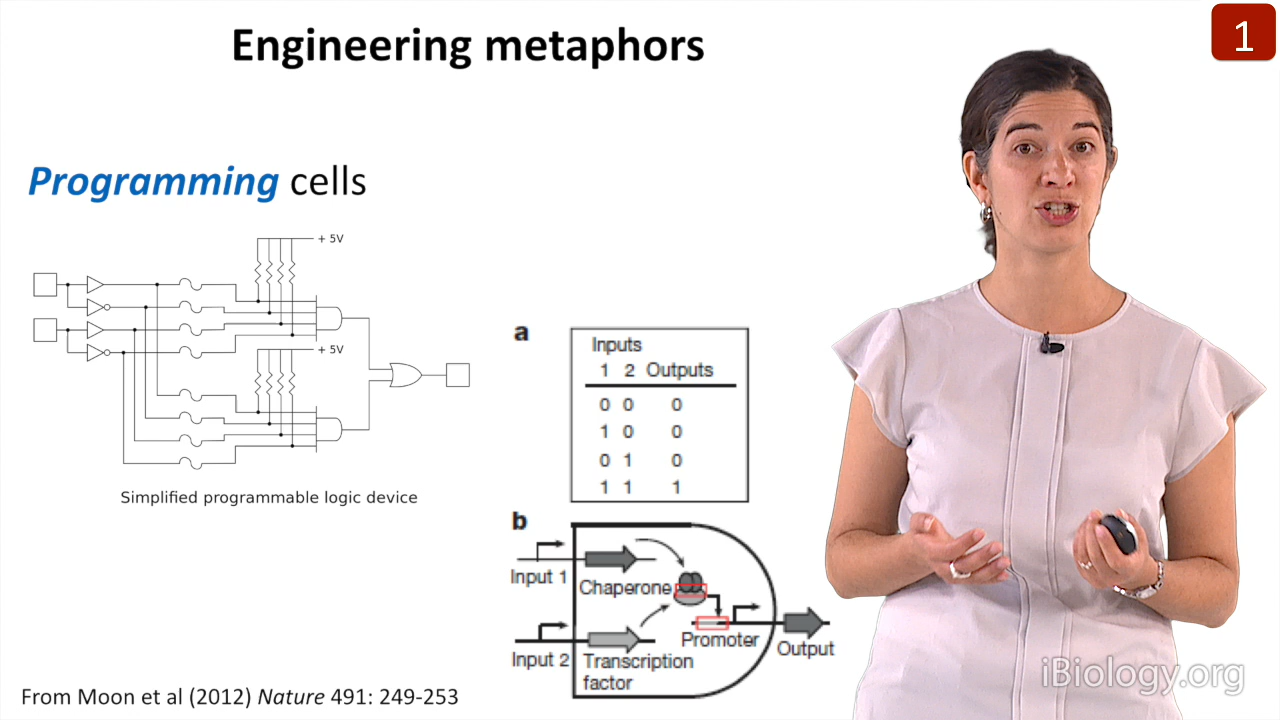 Engineering metaphors
1
Programming cells
+ 5V
+ 5V
Simplified programmable logic device
a
Inputs
1 2 Outputs
0 0 0
1 0 0
0 1 0
1 1 1
b
Input 1
Chaperone
Input 2
Transcription
factor
Promoter
Output
From Moon et al (2012) Nature 491: 249-253
iBiology.org